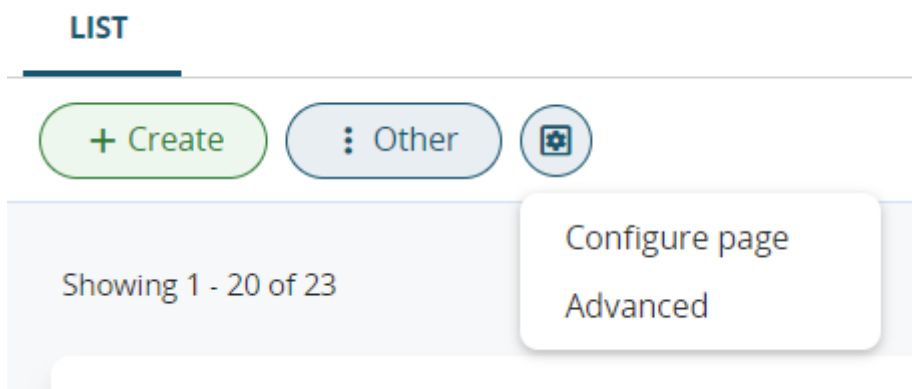 LIST
+ Create
Other
Configure page
Advanced
Showing 1 - 20 of 23